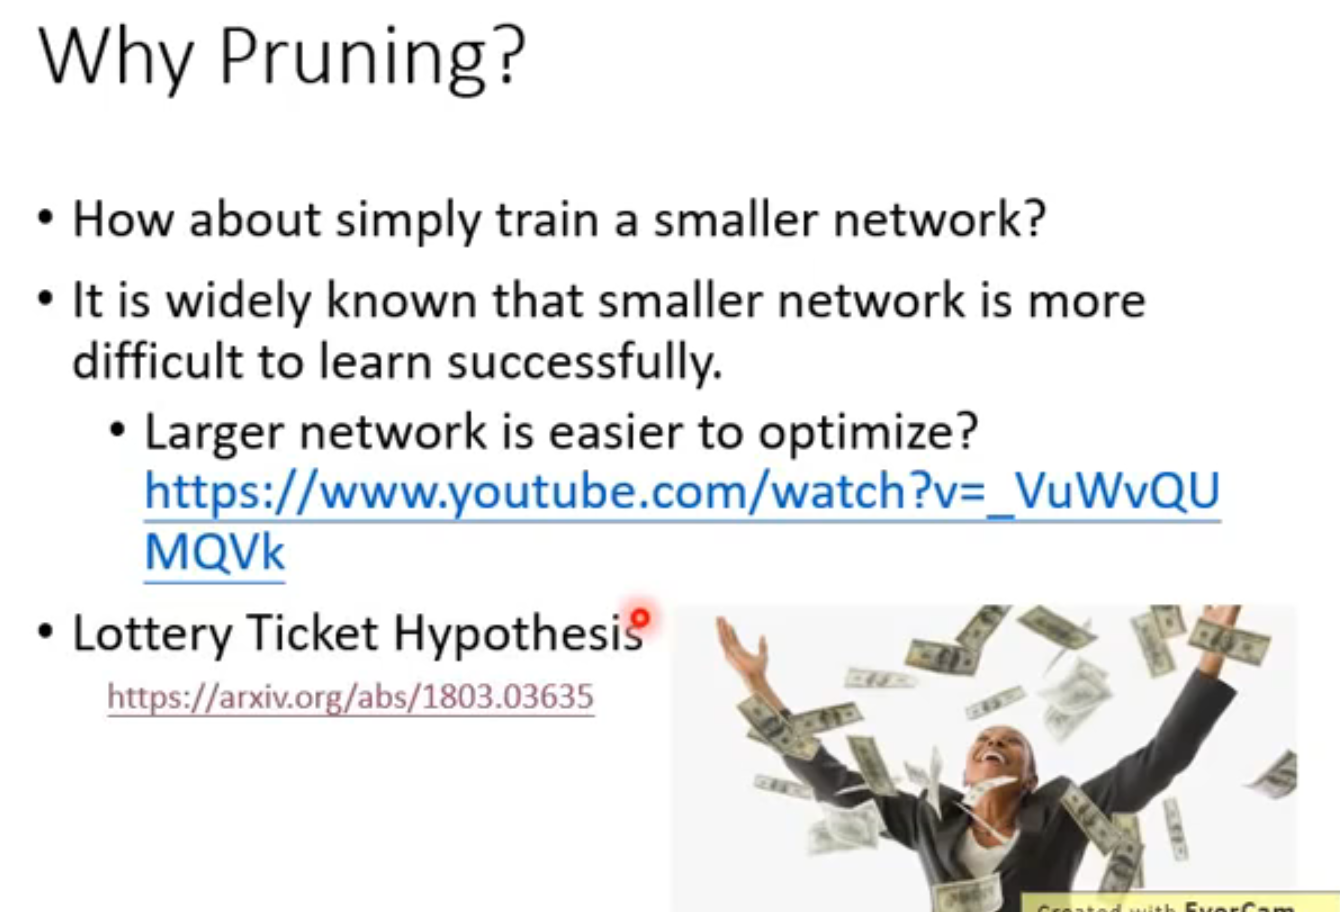 Why Pruning?
• How about simply train a smaller network?
• It is widely known that smaller network is more
difficult to learn successfully.
• Larger network is easier to optimize?
https://www.youtube.com/watch?v=_VuWvQU
MQVk
• Lottery Ticket Hypothesis
https://arxiv.org/abs/1803.03635
Created with EverCam